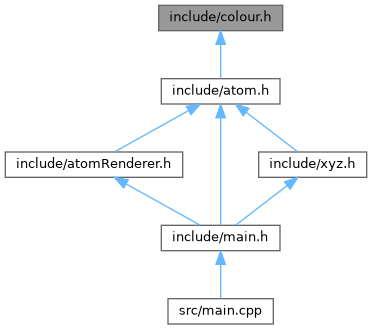 include/colour.h
include/atom.h
include/atomRenderer.h
include/xyz.h
include/main.h
src/main.cpp